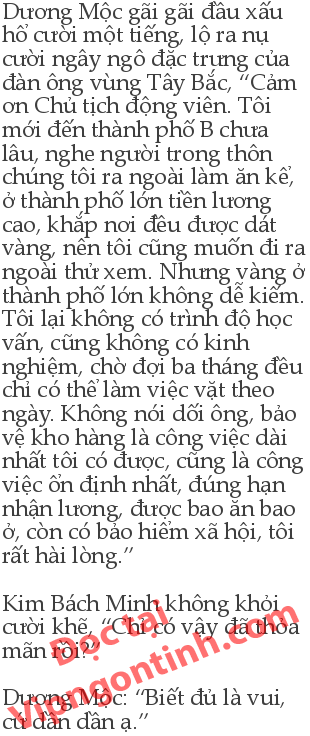 Dương Mộc gãi gãi đầu xấu
hổ cười một tiếng, lộ ra nụ
cười ngây ngô đặc trưng của
đàn ông vùng Tây Bắc, “Cảm
ơn Chủ tịch động viên. Tôi
mới đến thành phố B chưa
lâu, nghe người trong thôn
chúng tôi ra ngoài làm ăn kể,
ở thành phố lớn tiền lương
cao, khắp nơi đều được dát
vàng, nên tôi cũng muốn đi ra
ngoài thử xem. Nhưng vàng ở
thành phố lớn không dễ kiếm.
Tôi lại không có trình độ học
vấn, cũng không có kinh
nghiệm, chờ đợi ba tháng đều
chỉ có thể làm việc vặt theo
ngày. Không nói dối ông, bảo
vệ kho hàng là công việc dài
nhất tôi có được, cũng là công
việc ổn định nhất, đúng hạn
nhận lương, được bao ăn bao
ở, còn có bảo hiểm xã hội, tôi
rất hài lòng.”
Kim Bách Minh không khỏi
cười khẽ, “Chỉ có vậy đã thỏa
mãn rồi?”
Dương Mộc: “Biết đủ là vui,
cứ dần dần ạ.”
Đọc tại
Vipngontinh.com